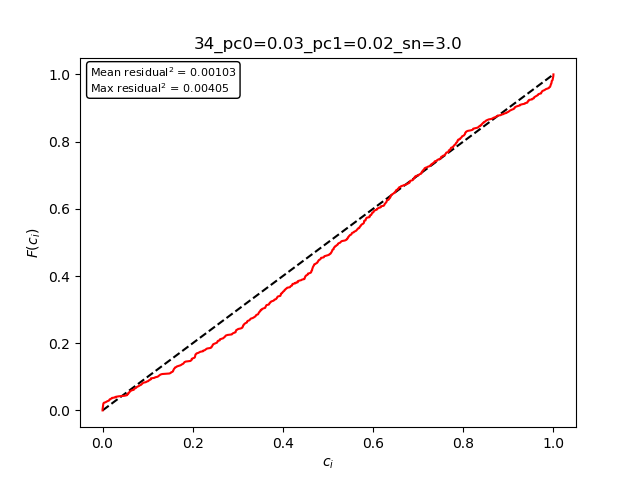 34_pc0=0.03_pc1=0.02_sn=3.0
Mean residual² = 0.00103
Max residual² = 0.00405
1.0
0.8
0.6
0.4
0.2
0.0
F(cᵢ)
0.0 0.2 0.4 0.6 0.8 1.0
cᵢ